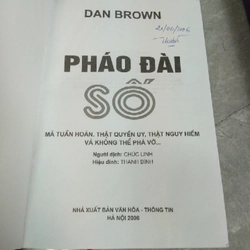 DAN BROWN
PHÁO ĐÀI
SỐ
MÃ TUẦN HOÀN. THẬT QUYỀN UY, THẬT NGUY HIỂM
VÀ KHÔNG THỂ PHÁ VỠ...
Người dịch: CHÚC LINH
Hiệu đính: THANH BÌNH
NHÀ XUẤT BẢN VĂN HÓA - THÔNG TIN
HÀ NỘI 2006